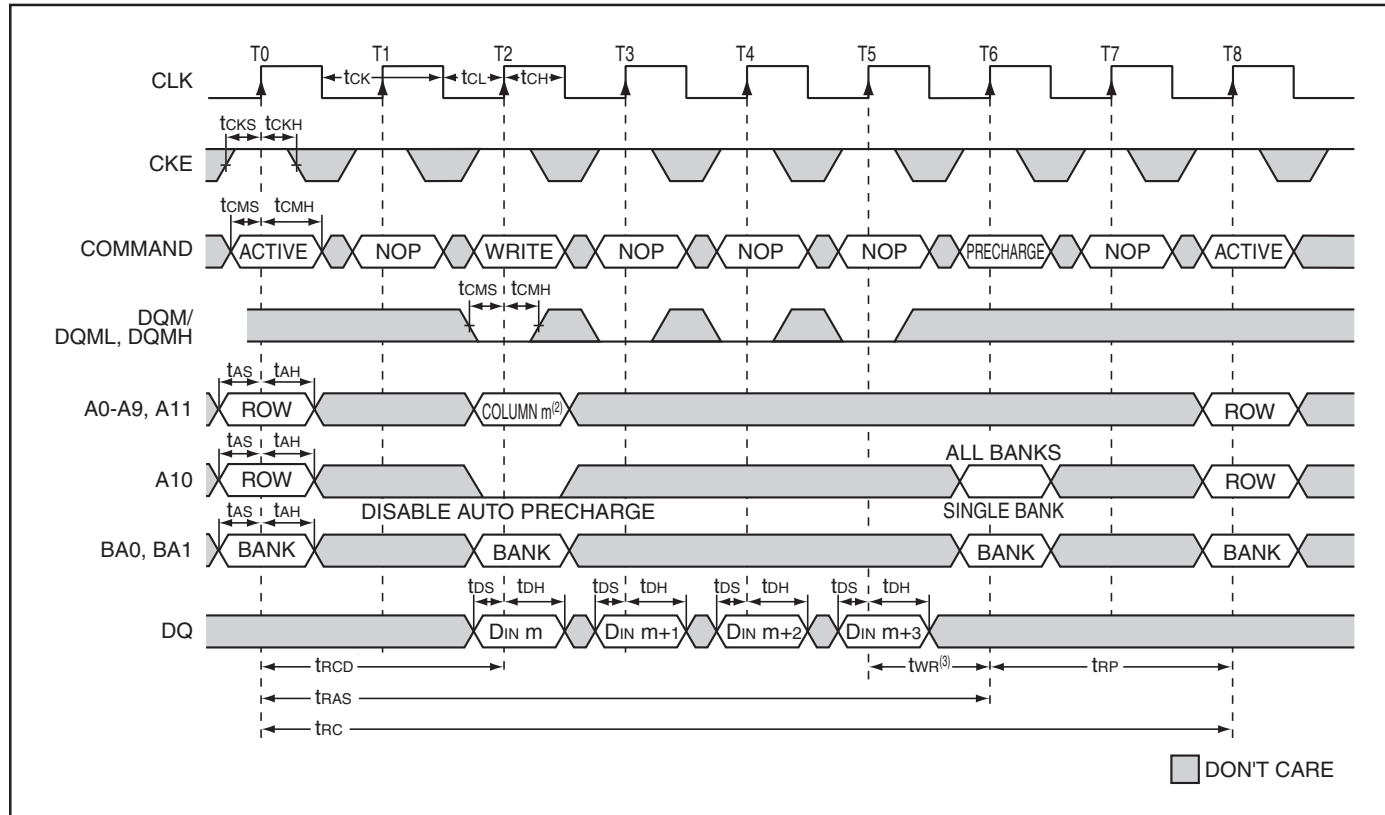 T0 T1 T2 T3 T4 T5 T6 T7 T8
CLK tCK tCL tCH
tCKS tCKH
CKE
tCMS tCMH
COMMAND ACTIVE NOP WRITE NOP NOP NOP PRECHARGE NOP ACTIVE
tCMS tCMH
DQM/
DQML, DQMH
tAS tAH
A0-A9, A11 ROW COLUMN m(2) ROW
tAS tAH ALL BANKS
A10 ROW ROW
tAS tAH DISABLE AUTO PRECHARGE SINGLE BANK
BA0, BA1 BANK BANK BANK BANK
tDS tDH tDS tDH tDS tDH tDS tDH
DQ DIN m DIN m+1 DIN m+2 DIN m+3
tRCD tWR(3) tRP
tRAS
tRC
DON'T CARE